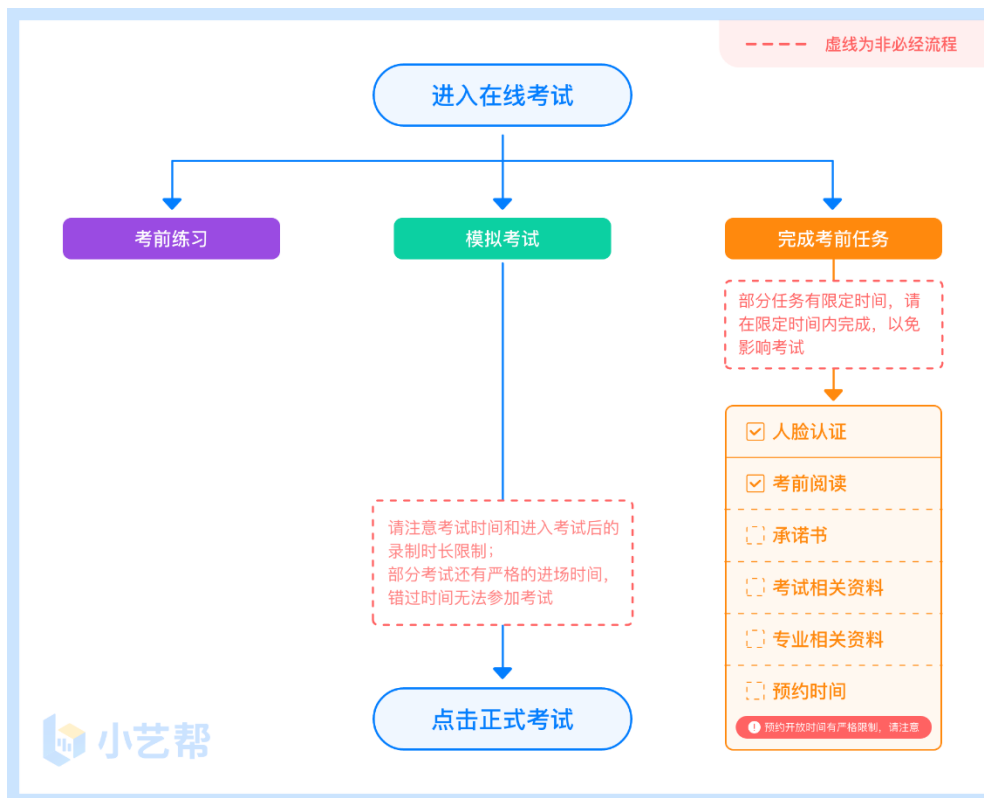 虚线为非必经流程
进入在线考试
考前练习
模拟考试
完成考前任务
部分任务有限定时间，请
在限定时间内完成，以免
影响考试
人脸认证
考前阅读
承诺书
考试相关资料
专业相关资料
预约时间
预约开放时间有严格限制，请注意
请注意考试时间和进入考试后的
录制时长限制；
部分考试还有严格的进场时间，
错过时间无法参加考试
点击正式考试
小艺帮